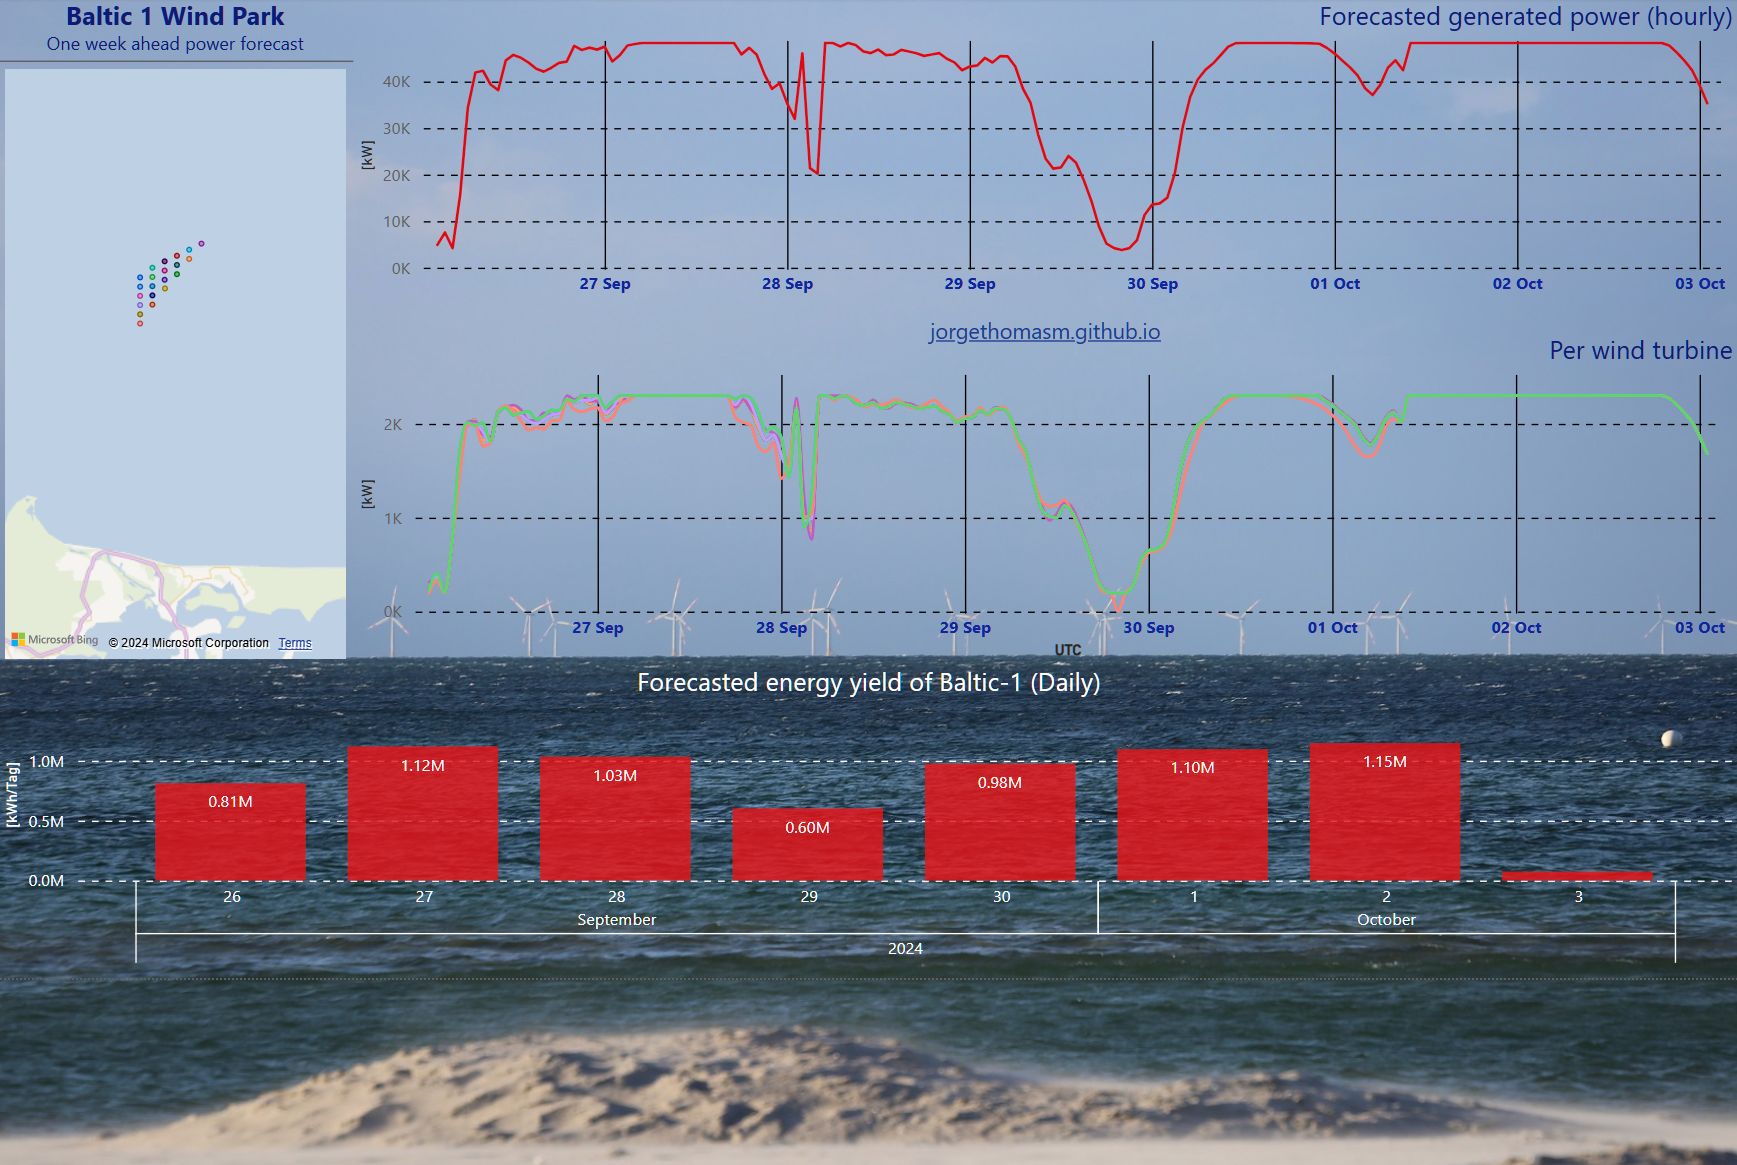 Baltic 1 Wind Park
One week ahead power forecast
Forecasted generated power (hourly)
[kW]
40K
30K
20K
10K
0K
27 Sep 28 Sep 29 Sep 30 Sep 01 Oct 02 Oct 03 Oct
jorgethomasm.github.io
Per wind turbine
[kW]
2K
1K
0K
27 Sep 28 Sep 29 Sep 30 Sep 01 Oct 02 Oct 03 Oct
UTC
Microsoft Bing © 2024 Microsoft Corporation Terms
Forecasted energy yield of Baltic-1 (Daily)
[kWh/Tag]
1.0M
0.5M
0.0M
0.81M 1.12M 1.03M 0.60M 0.98M 1.10M 1.15M
26 27 28 29 30 1 2 3
September October
2024